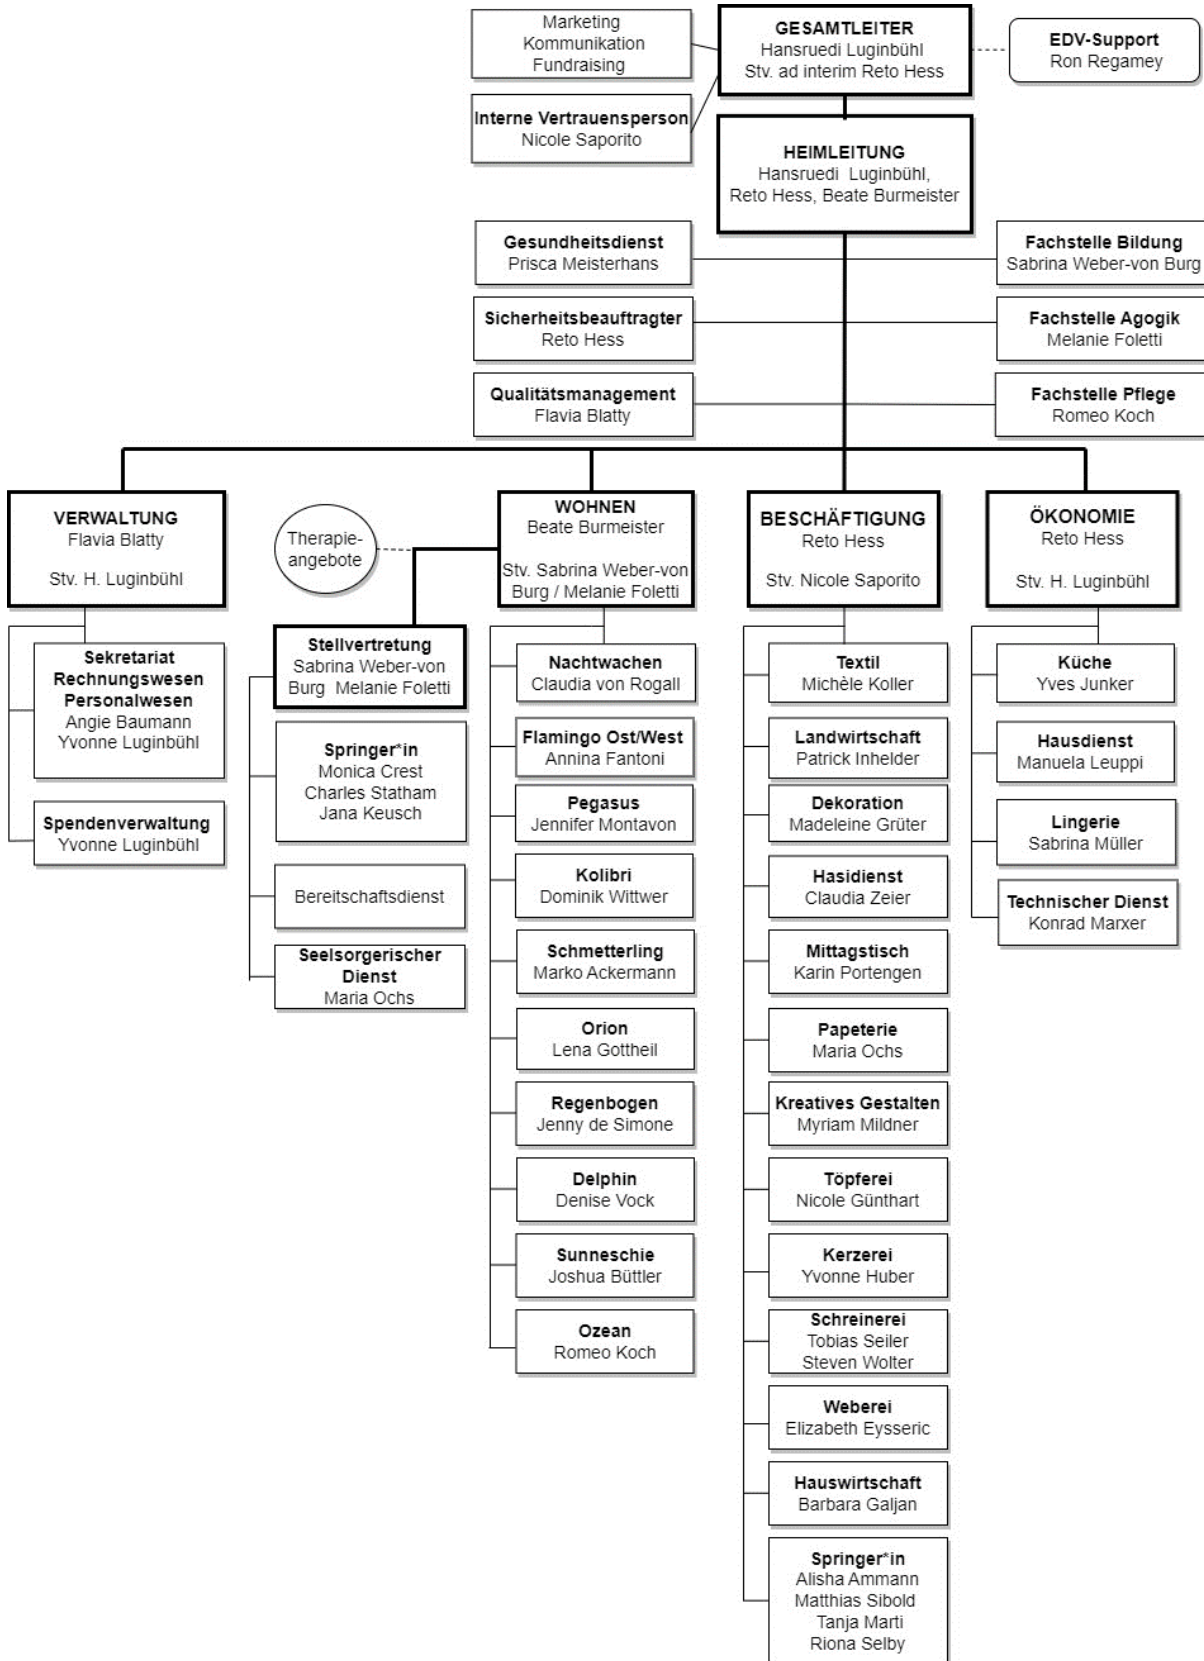 Marketing
Kommunikation
Fundraising
GESAMTLEITER
Hansruedi Luginbühl
Stv. ad interim Reto Hess
EDV-Support
Ron Regamey
Interne Vertrauensperson
Nicole Saporito
HEIMLEITUNG
Hansruedi Luginbühl,
Reto Hess, Beate Burmeister
Gesundheitsdienst
Prisca Meisterhans
Fachstelle Bildung
Sabrina Weber-von Burg
Sicherheitsbeauftragter
Reto Hess
Fachstelle Agogik
Melanie Foletti
Qualitätsmanagement
Flavia Blatty
Fachstelle Pflege
Romeo Koch
VERWALTUNG
Flavia Blatty
Stv. H. Luginbühl
Sekretariat
Rechnungswesen
Personalwesen
Angie Baumann
Yvonne Luginbühl
Spendenverwaltung
Yvonne Luginbühl
Therapie-
angebote
WOHNEN
Beate Burmeister
Stv. Sabrina Weber-von
Burg / Melanie Foletti
Stellvertretung
Sabrina Weber-von
Burg Melanie Foletti
Springer*in
Monica Crest
Charles Statham
Jana Keusch
Bereitschaftsdienst
Seelsorgerischer
Dienst
Maria Ochs
Nachtwachen
Claudia von Rogall
Flamingo Ost/West
Annina Fantoni
Pegasus
Jennifer Montavon
Kolibri
Dominik Wittwer
Schmetterling
Marko Ackermann
Orion
Lena Gottheil
Regenbogen
Jenny de Simone
Delphin
Denise Vock
Sunneschie
Joshua Büttler
Ozean
Romeo Koch
BESCHÄFTIGUNG
Reto Hess
Stv. Nicole Saporito
Textil
Michèle Koller
Landwirtschaft
Patrick Inhelder
Dekoration
Madeleine Grüter
Hasidienst
Claudia Zeier
Mittagstisch
Karin Portengen
Papeterie
Maria Ochs
Kreatives Gestalten
Myriam Mildner
Töpferei
Nicole Günthart
Kerzerei
Yvonne Huber
Schreinerei
Tobias Seiler
Steven Wolter
Weberei
Elizabeth Eysseric
Hauswirtschaft
Barbara Galjan
Springer*in
Alisha Ammann
Matthias Sibold
Tanja Marti
Riona Selby
ÖKONOMIE
Reto Hess
Stv. H. Luginbühl
Küche
Yves Junker
Hausdienst
Manuela Leuppi
Lingerie
Sabrina Müller
Technischer Dienst
Konrad Marxer